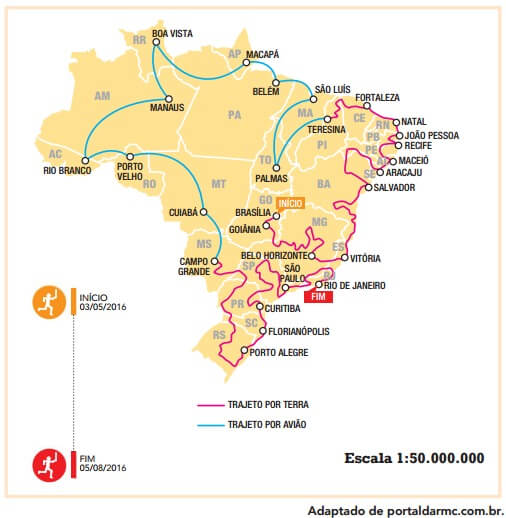 RR
BOA VISTA
AP
MACAPÁ
BELÉM
SÃO LUÍS
FORTALEZA
AM
MANAUS
PA
MA
TERESINA
CE
RN
NATAL
PB
JOÃO PESSOA
PI
PE
RECIFE
AC
RIO BRANCO
PORTO
VELHO
RO
TO
PALMAS
AL
MACEIÓ
SE
ARACAJU
MT
BA
SALVADOR
CUIABÁ
GO
INÍCIO
BRASÍLIA
GOIÂNIA
MG
MS
CAMPO
GRANDE
BELO HORIZONTE
ES
VITÓRIA
SP
SÃO
PAULO
RJ
RIO DE JANEIRO
FIM
INÍCIO
03/05/2016
PR
CURITIBA
SC
FLORIANÓPOLIS
RS
PORTO ALEGRE
TRAJETO POR TERRA
TRAJETO POR AVIÃO
FIM
05/08/2016
Escala 1:50.000.000
Adaptado de portaldarmc.com.br.